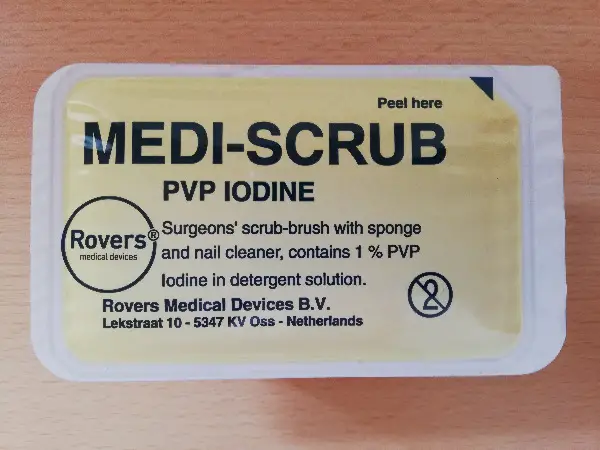 Peel here
MEDI-SCRUB
PVP IODINE
Rovers®
medical devices
Surgeons' scrub-brush with sponge
and nail cleaner, contains 1 % PVP
Iodine in detergent solution.
2
Rovers Medical Devices B.V.
Lekstraat 10 - 5347 KV Oss - Netherlands